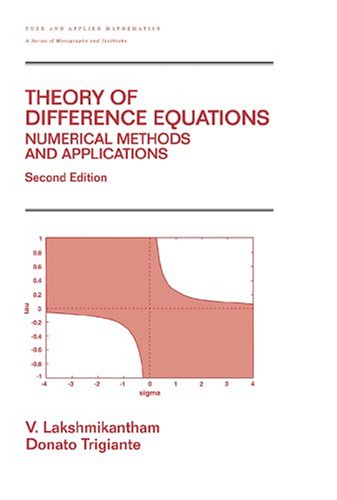 PURE AND APPLIED MATHEMATICS
A Series of Monographs and Textbooks
THEORY OF
DIFFERENCE EQUATIONS
NUMERICAL METHODS
AND APPLICATIONS
Second Edition
1
0.8
0.6
0.4
0.2
0
-0.2
-0.4
-0.6
-0.8
-1
tau
-4 -3 -2 -1 0 1 2 3 4
sigma
V. Lakshmikantham
Donato Trigiante